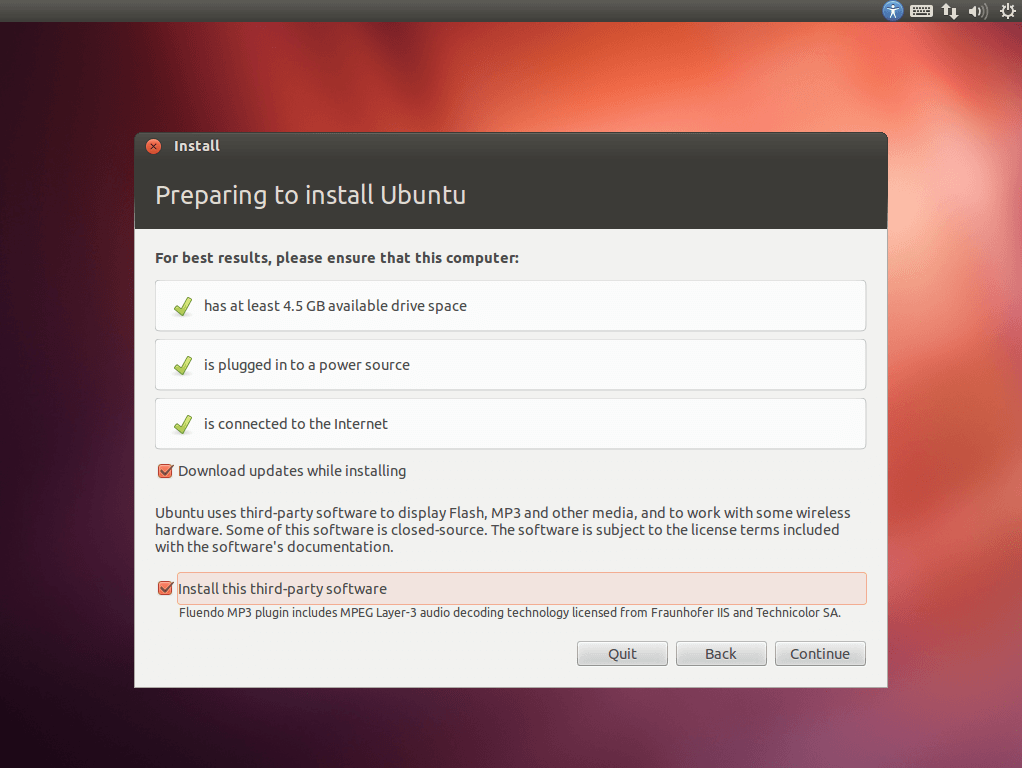 Install
Preparing to install Ubuntu
For best results, please ensure that this computer:
has at least 4.5 GB available drive space
is plugged in to a power source
is connected to the Internet
Download updates while installing
Ubuntu uses third-party software to display Flash, MP3 and other media, and to work with some wireless
hardware. Some of this software is closed-source. The software is subject to the license terms included
with the software's documentation.
Install this third-party software
Fluendo MP3 plugin includes MPEG Layer-3 audio decoding technology licensed from Fraunhofer IIS and Technicolor SA.
Quit Back Continue